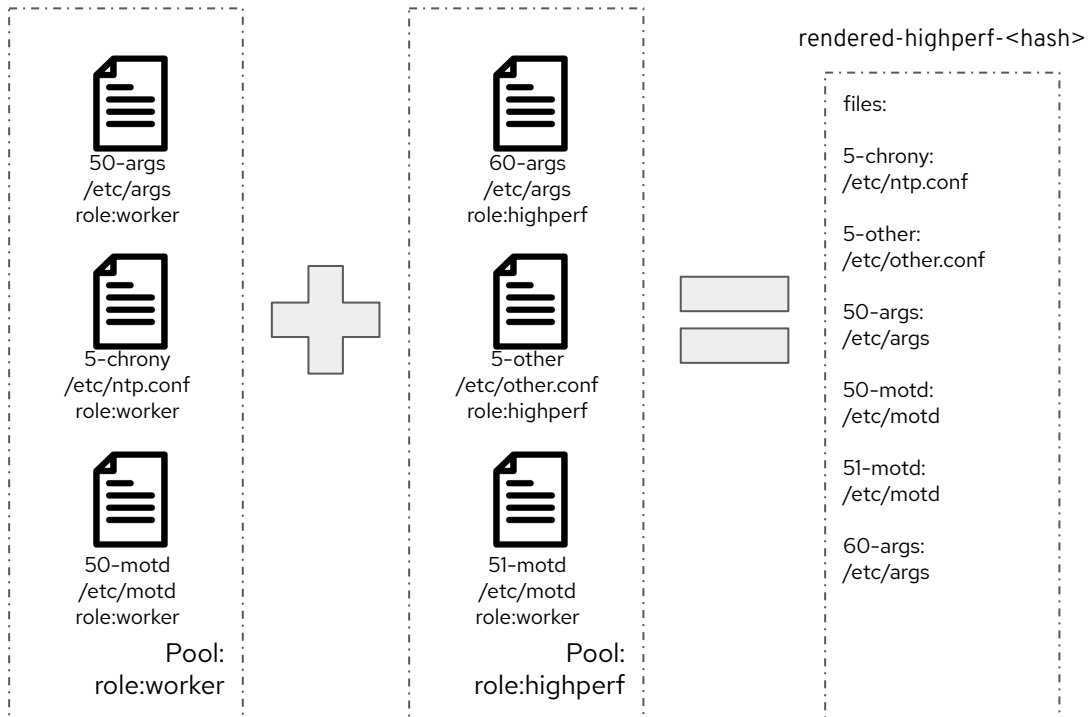 50-args
/etc/args
role:worker
5-chrony
/etc/ntp.conf
role:worker
50-motd
/etc/motd
role:worker
Pool:
role:worker
60-args
/etc/args
role:highperf
5-other
/etc/other.conf
role:highperf
51-motd
/etc/motd
role:worker
Pool:
role:highperf
rendered-highperf-<hash>
files:
5-chrony:
/etc/ntp.conf
5-other:
/etc/other.conf
50-args:
/etc/args
50-motd:
/etc/motd
51-motd:
/etc/motd
60-args:
/etc/args